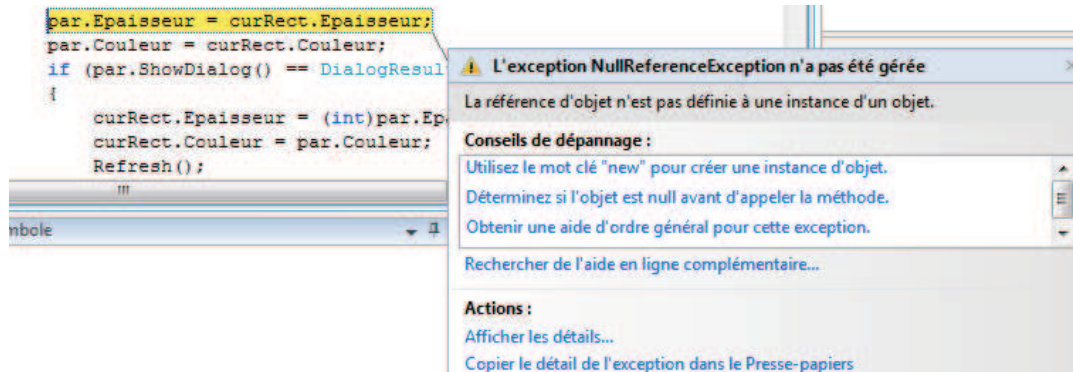 par.Epaisseur = curRect.Epaisseur;
par.Couleur = curRect.Couleur;
if (par.ShowDialog() == DialogResul
{
curRect.Epaisseur = (int)par.Ep
curRect.Couleur = par.Couleur;
Refresh();
mbole
L'exception NullReferenceException n'a pas été gérée
La référence d'objet n'est pas définie à une instance d'un objet.
Conseils de dépannage :
Utilisez le mot clé "new" pour créer une instance d'objet.
Déterminez si l'objet est null avant d'appeler la méthode.
Obtenir une aide d'ordre général pour cette exception.
Rechercher de l'aide en ligne complémentaire...
Actions :
Afficher les détails...
Copier le détail de l'exception dans le Presse-papiers